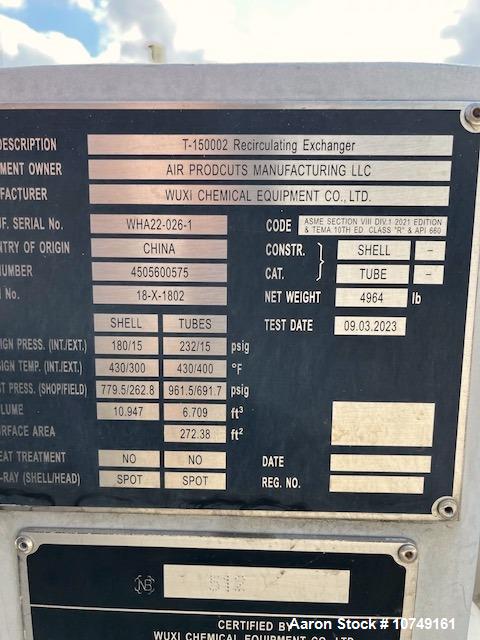 DESCRIPTION T-150002 Recirculating Exchanger
MENT OWNER AIR PRODCUTS MANUFACTURING LLC
FACTURER WUXI CHEMICAL EQUIPMENT CO., LTD.
F. SERIAL No. WHA22-026-1 CODE ASME SECTION VIII DIV.1 2021 EDITION & TEMA 10TH ED CLASS "R" & API 660
NTRY OF ORIGIN CHINA CONSTR. SHELL -
NUMBER 4505600575 CAT. TUBE -
No. 18-X-1802 NET WEIGHT 4964 lb
SHELL TUBES TEST DATE 09.03.2023
IGN PRESS. (INT./EXT.) 180/15 232/15 psig
SIGN TEMP. (INT./EXT.) 430/300 430/400 °F
ST PRESS. (SHOP/FIELD) 779.5/262.8 961.5/691.7 psig
LUME 10.947 6.709 ft³
URFACE AREA 272.38 ft²
EAT TREATMENT NO NO DATE
-RAY (SHELL/HEAD) SPOT SPOT REG. NO.
NB 512
CERTIFIED BY
WUXI CHEMICAL EQUIPMENT CO., LTD.
Aaron Stock # 10749161